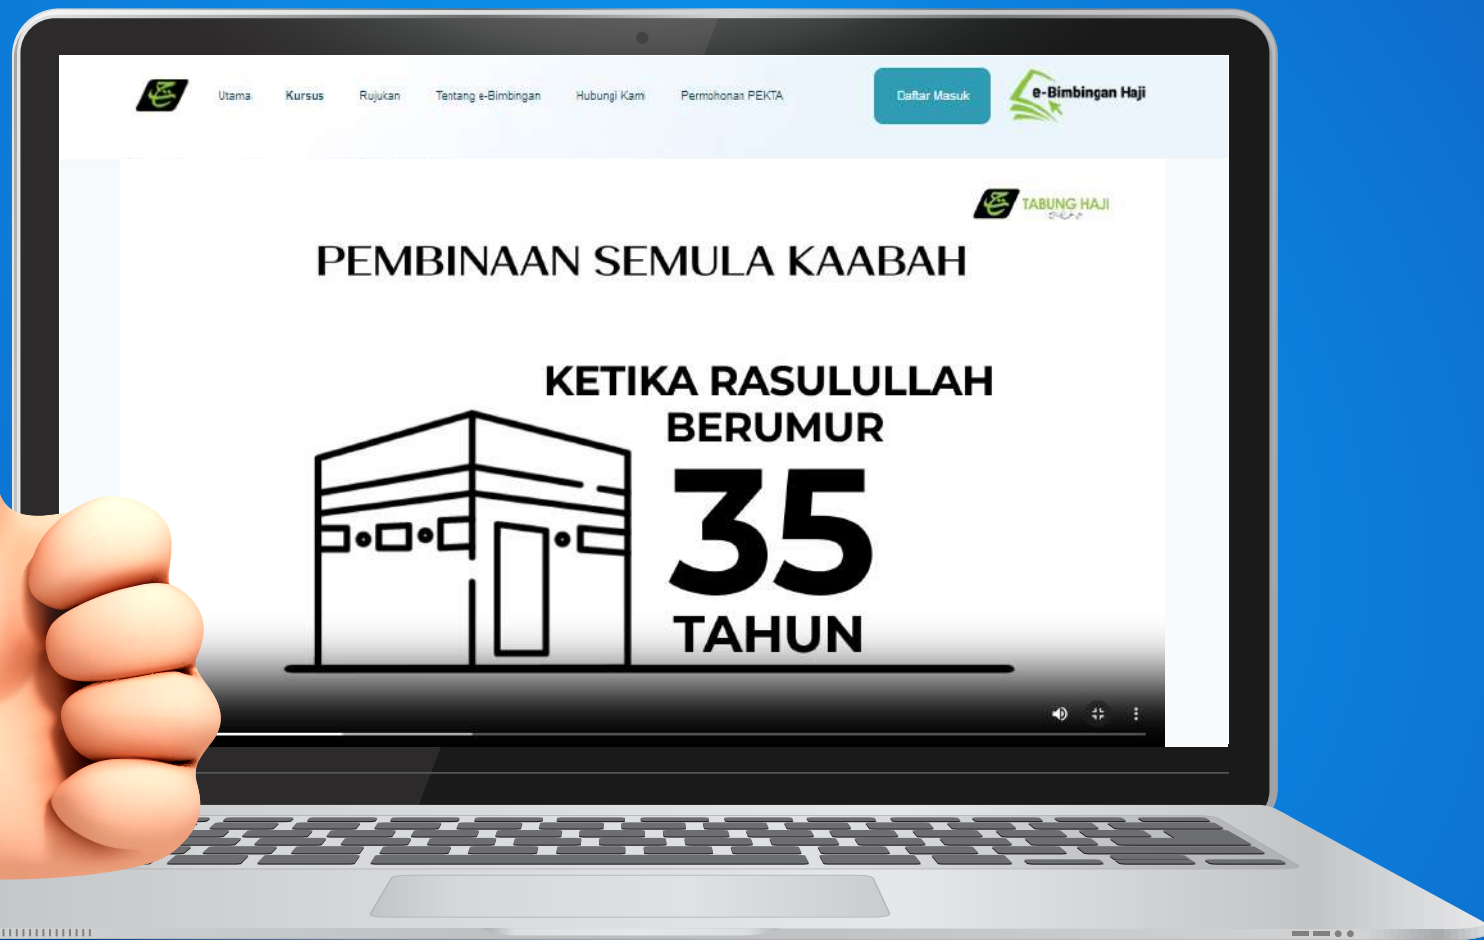 Utama
Kursus
Rujukan
Tentang e-Bimbingan
Hubungi Kami
Permohonan PEKTA
Daftar Masuk
e-Bimbingan Haji
TABUNG HAJI
PEMBINAAN SEMULA KAABAH
KETIKA RASULULLAH
BERUMUR
35
TAHUN